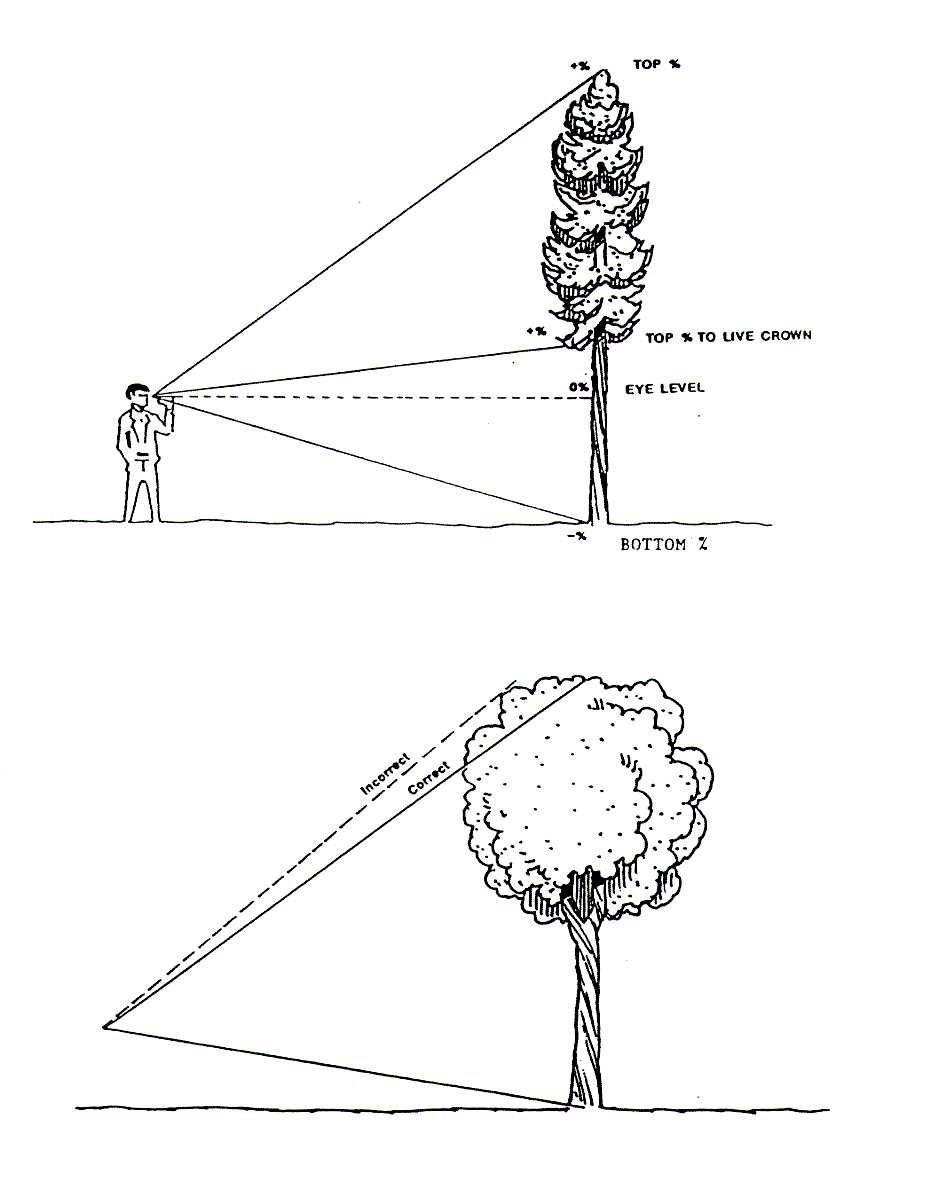 +% TOP %
+% TOP % TO LIVE CROWN
0% EYE LEVEL
-% BOTTOM %
Incorrect
Correct